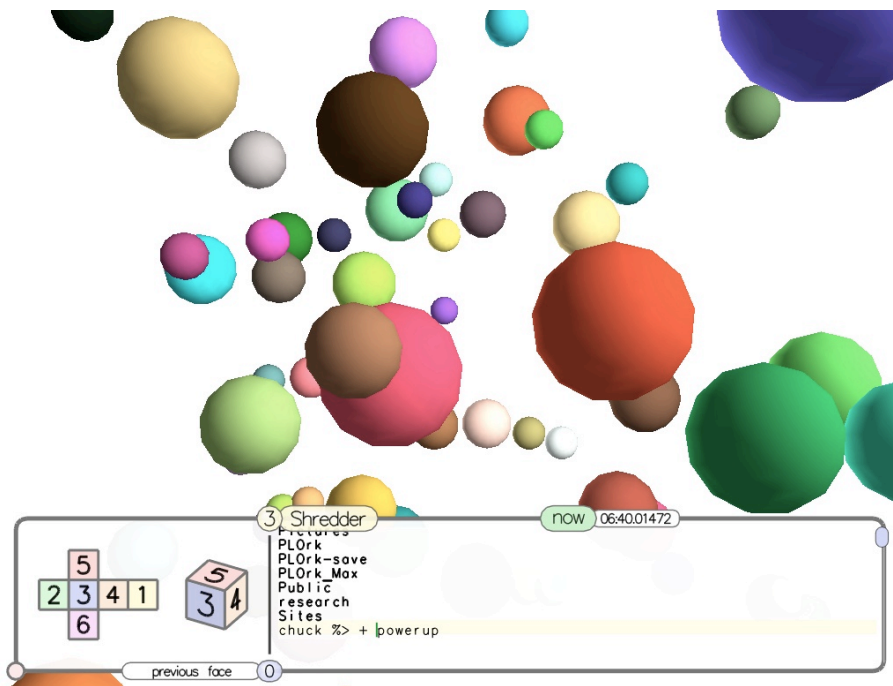 3 Shredder
now 06:40.01472
Pictures
PLOrk
PLOrk-save
PLOrk_Max
Public
research
Sites
chuck %> + powerup
5
2 3 4 1
6
5
3 4
previous face 0